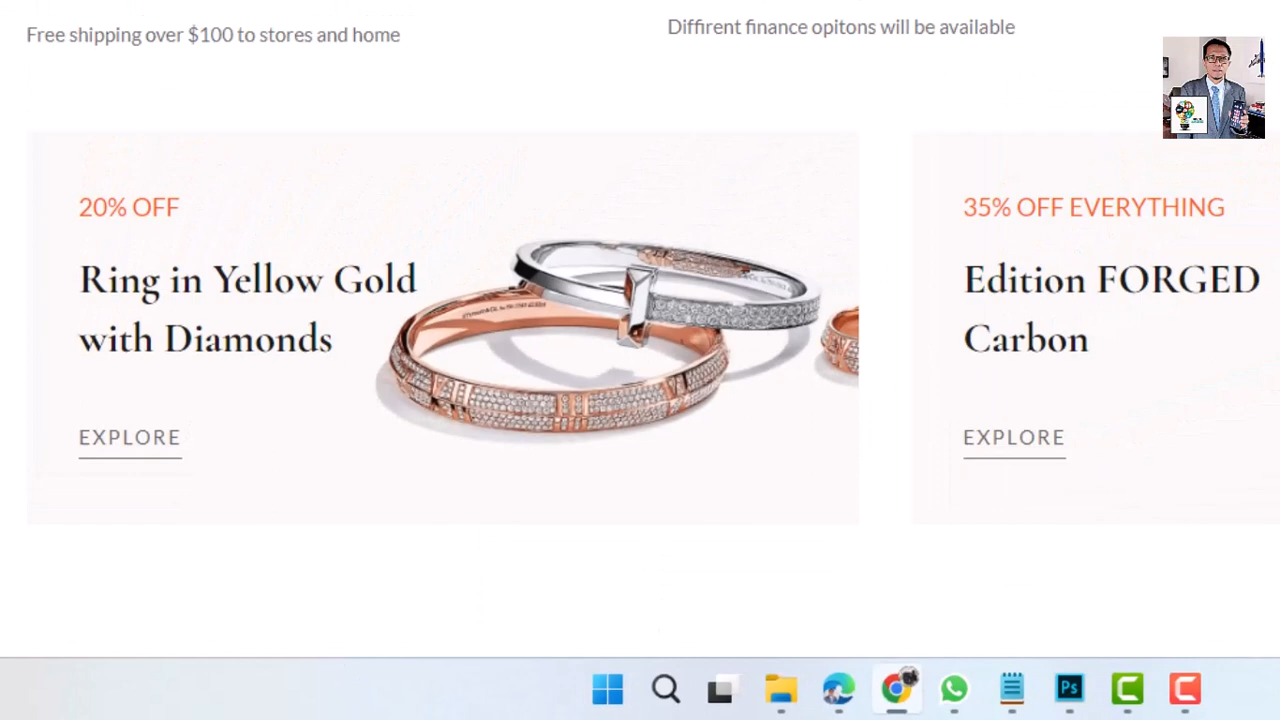 Free shipping over $100 to stores and home
Diffirent finance opitons will be available
20% OFF
Ring in Yellow Gold
with Diamonds
EXPLORE
35% OFF EVERYTHING
Edition FORGED
Carbon
EXPLORE
Ps